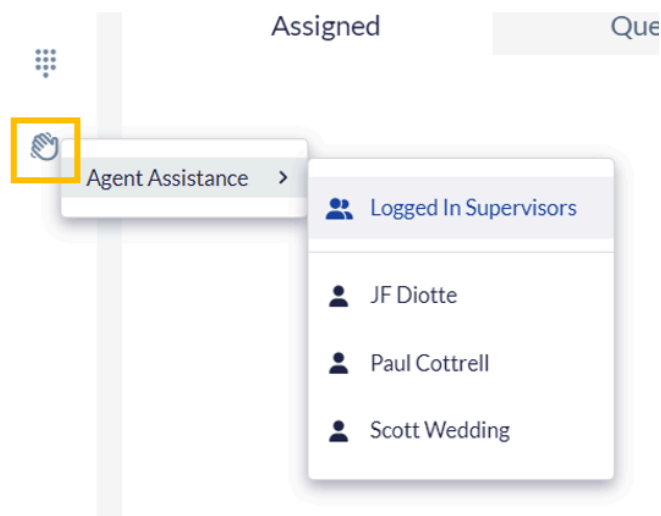 Assigned
Que
Agent Assistance
Logged In Supervisors
JF Diotte
Paul Cottrell
Scott Wedding